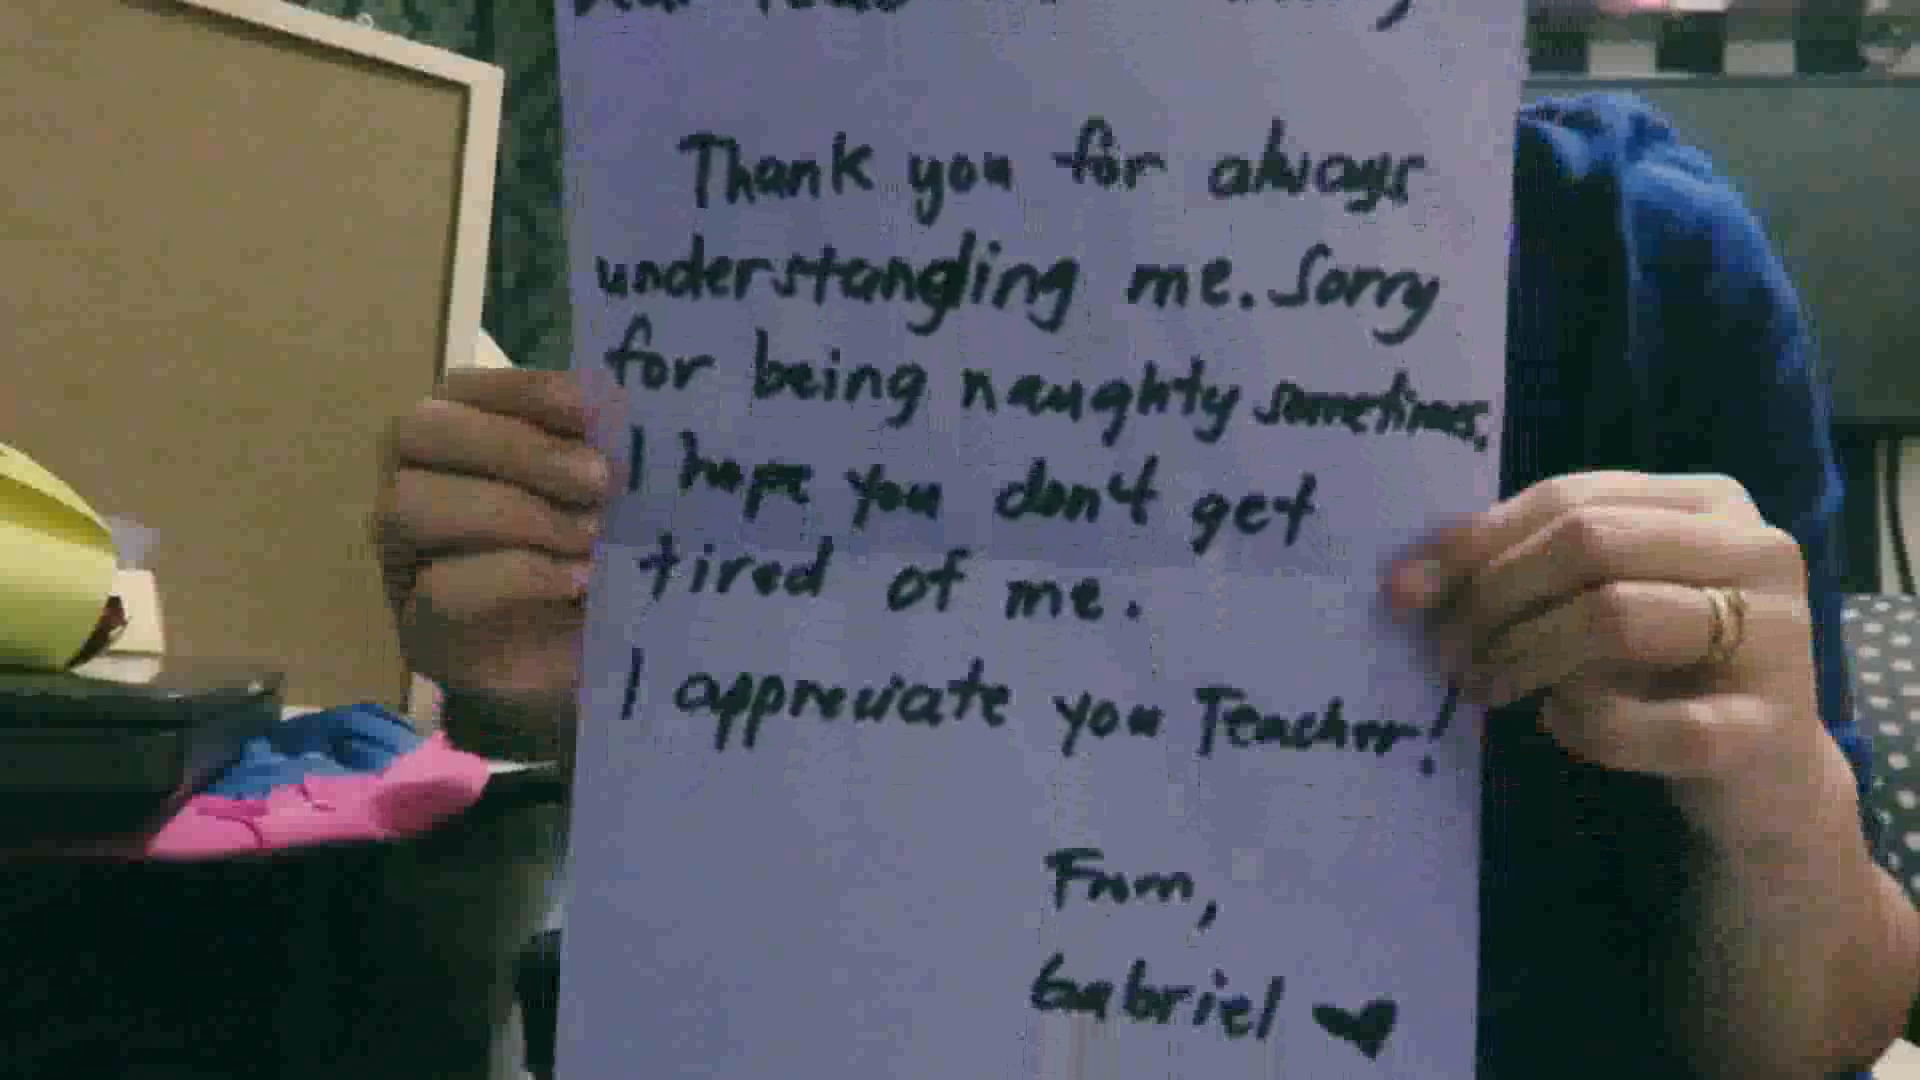 Thank you for always
understanding me. Sorry
for being naughty sometimes.
I hope you don't get
tired of me.
I appreciate you Teacher!
From,
Gabriel ♥